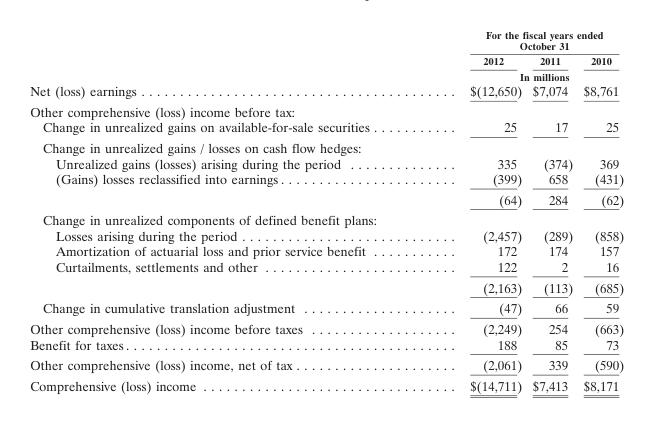 For the fiscal years ended
October 31
2012 2011 2010
In millions
Net (loss) earnings . . . . . . . . . . . . . . . . . . . . . . . . . . . . . . . . . . . . . . . . $(12,650) $7,074 $8,761
Other comprehensive (loss) income before tax:
Change in unrealized gains on available-for-sale securities . . . . . . . . . . . 25 17 25
Change in unrealized gains / losses on cash flow hedges:
Unrealized gains (losses) arising during the period . . . . . . . . . . . . . . 335 (374) 369
(Gains) losses reclassified into earnings . . . . . . . . . . . . . . . . . . . . . . . (399) 658 (431)
(64) 284 (62)
Change in unrealized components of defined benefit plans:
Losses arising during the period . . . . . . . . . . . . . . . . . . . . . . . . . . . . (2,457) (289) (858)
Amortization of actuarial loss and prior service benefit . . . . . . . . . . . 172 174 157
Curtailments, settlements and other . . . . . . . . . . . . . . . . . . . . . . . . . 122 2 16
(2,163) (113) (685)
Change in cumulative translation adjustment . . . . . . . . . . . . . . . . . . . . (47) 66 59
Other comprehensive (loss) income before taxes . . . . . . . . . . . . . . . . . . . (2,249) 254 (663)
Benefit for taxes . . . . . . . . . . . . . . . . . . . . . . . . . . . . . . . . . . . . . . . . . . 188 85 73
Other comprehensive (loss) income, net of tax . . . . . . . . . . . . . . . . . . . . . (2,061) 339 (590)
Comprehensive (loss) income . . . . . . . . . . . . . . . . . . . . . . . . . . . . . . . . $(14,711) $7,413 $8,171